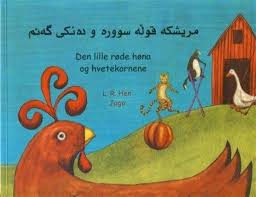 مریشکە قوڵە سوورە و دەنکی گەنم
Den lille røde høna
og hvetekornene
L. R. Hen
Jago